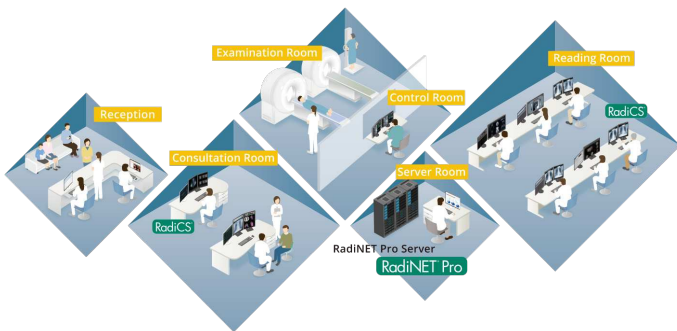 Examination Room
Reading Room
Control Room
Reception
RadiCS
Consultation Room
Server Room
RadiCS
RadiNET Pro Server
RadiNET Pro